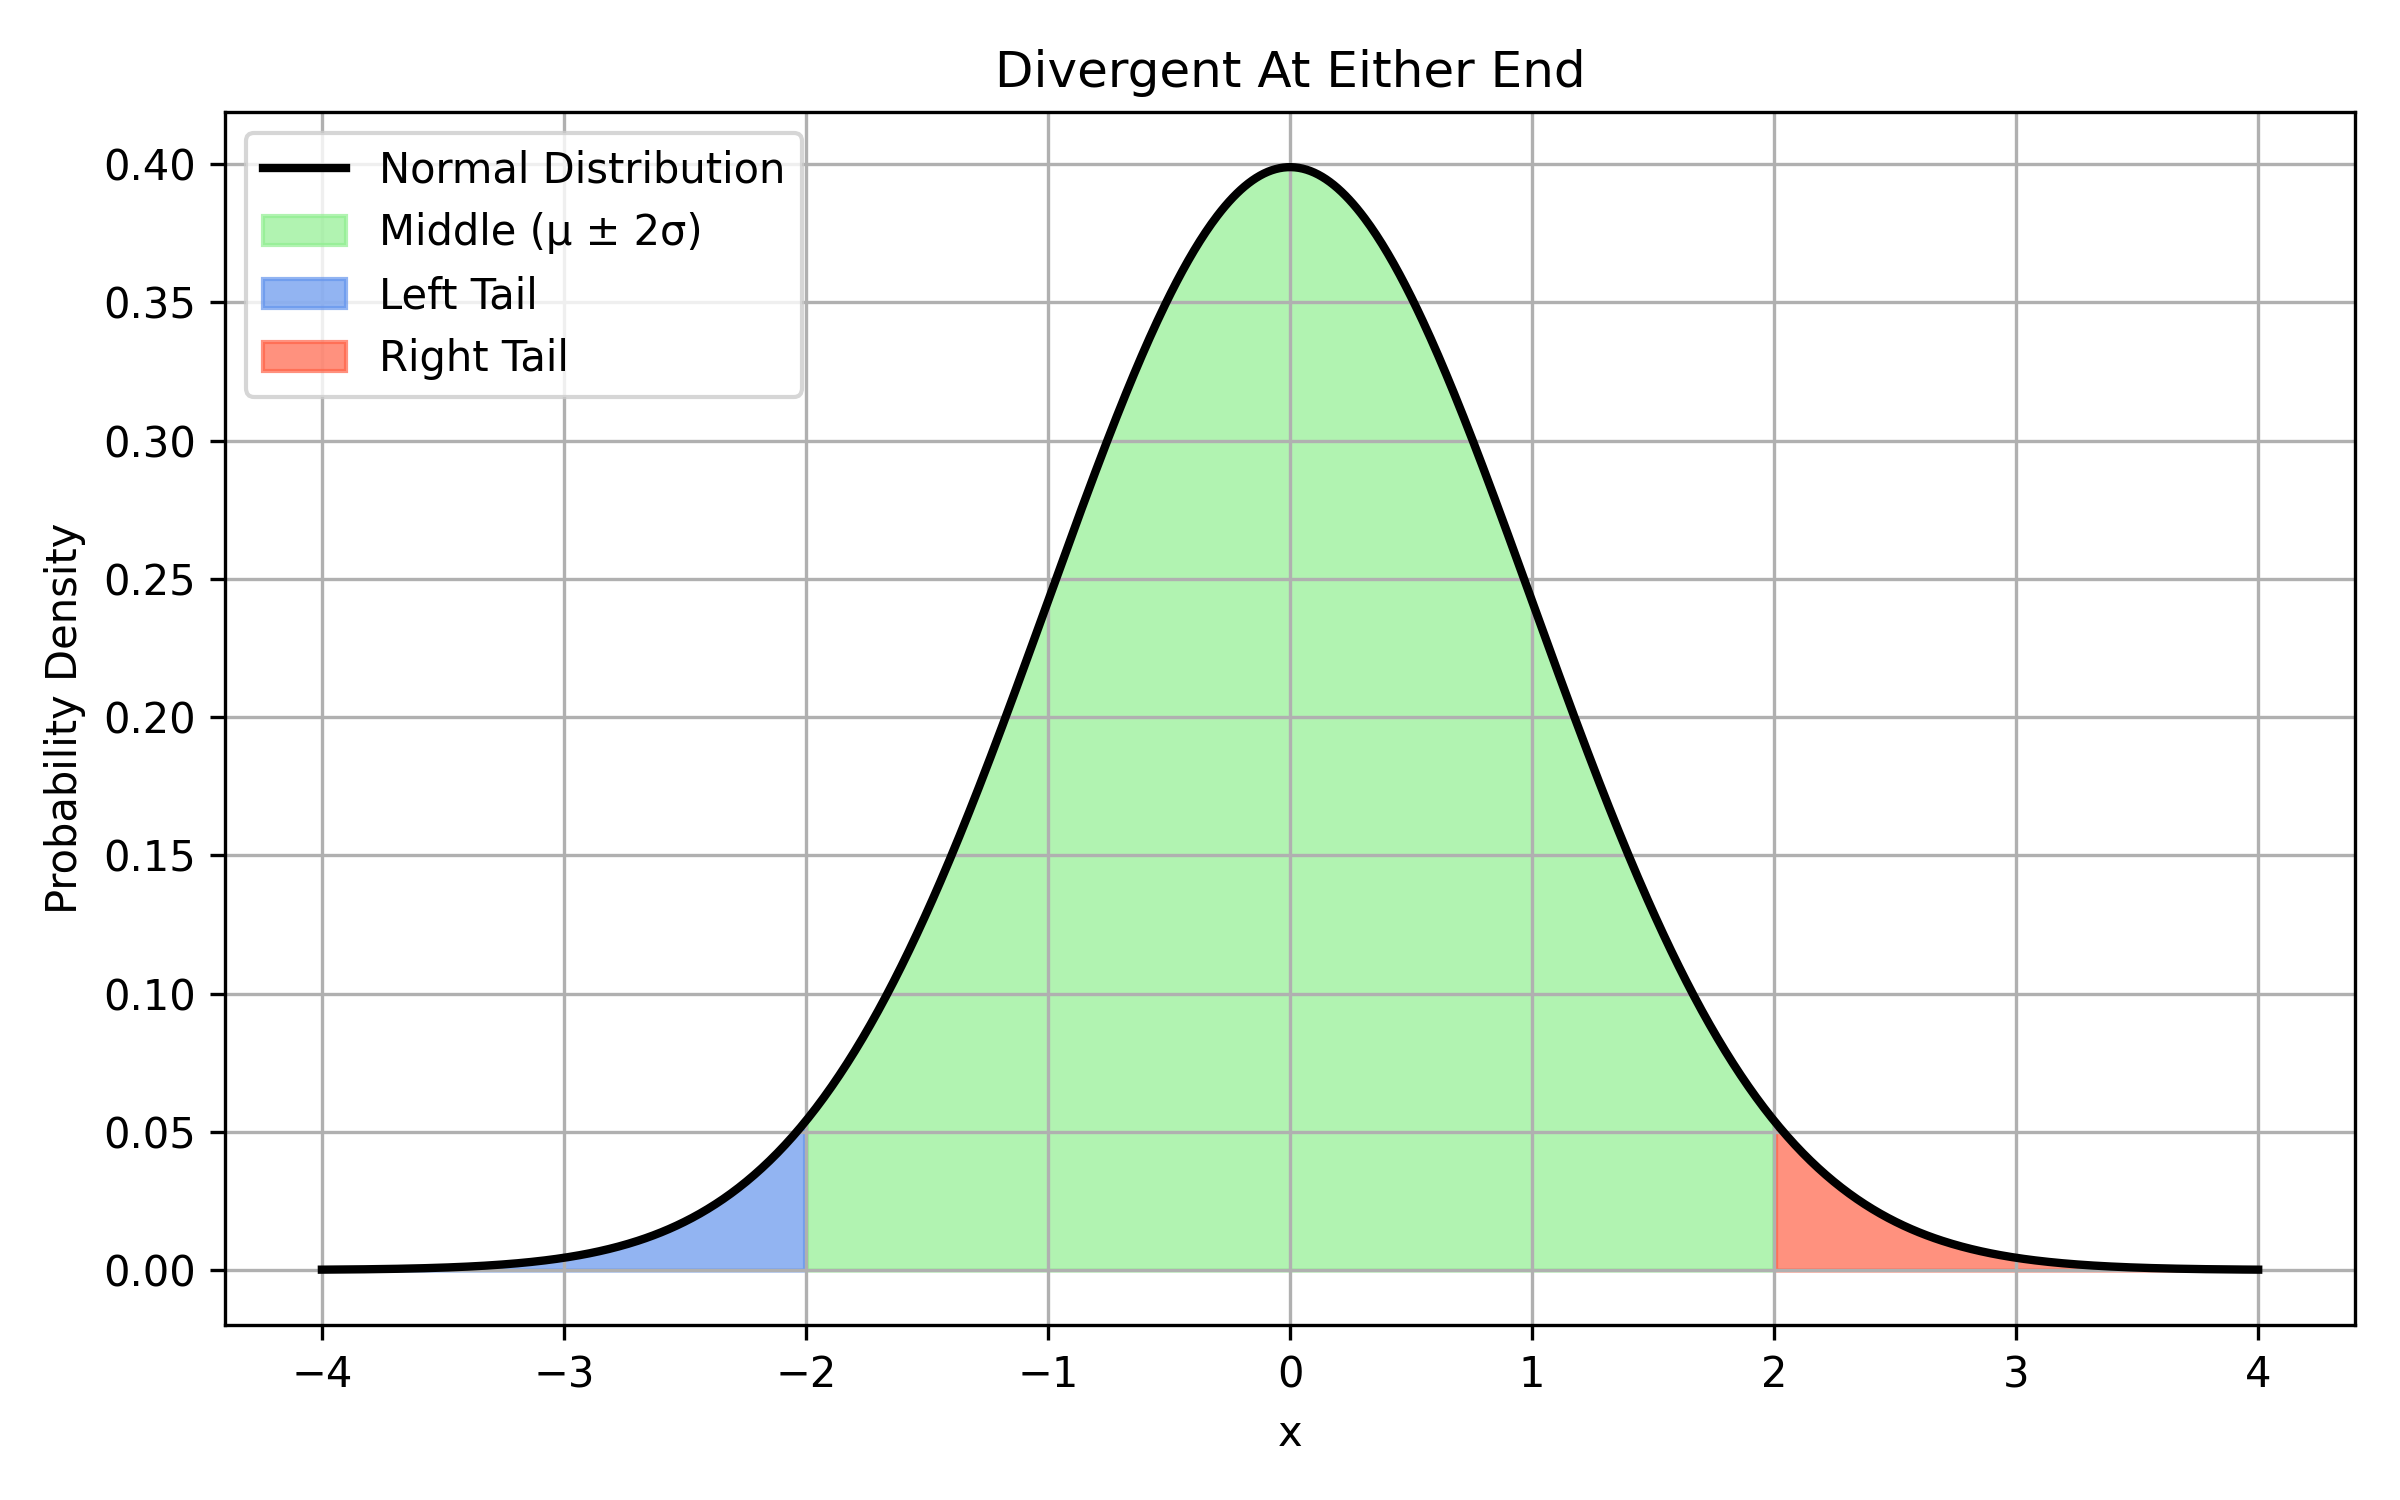 Divergent At Either End
Normal Distribution
Middle (μ ± 2σ)
Left Tail
Right Tail
Probability Density
0.40
0.35
0.30
0.25
0.20
0.15
0.10
0.05
0.00
−4 −3 −2 −1 0 1 2 3 4
x